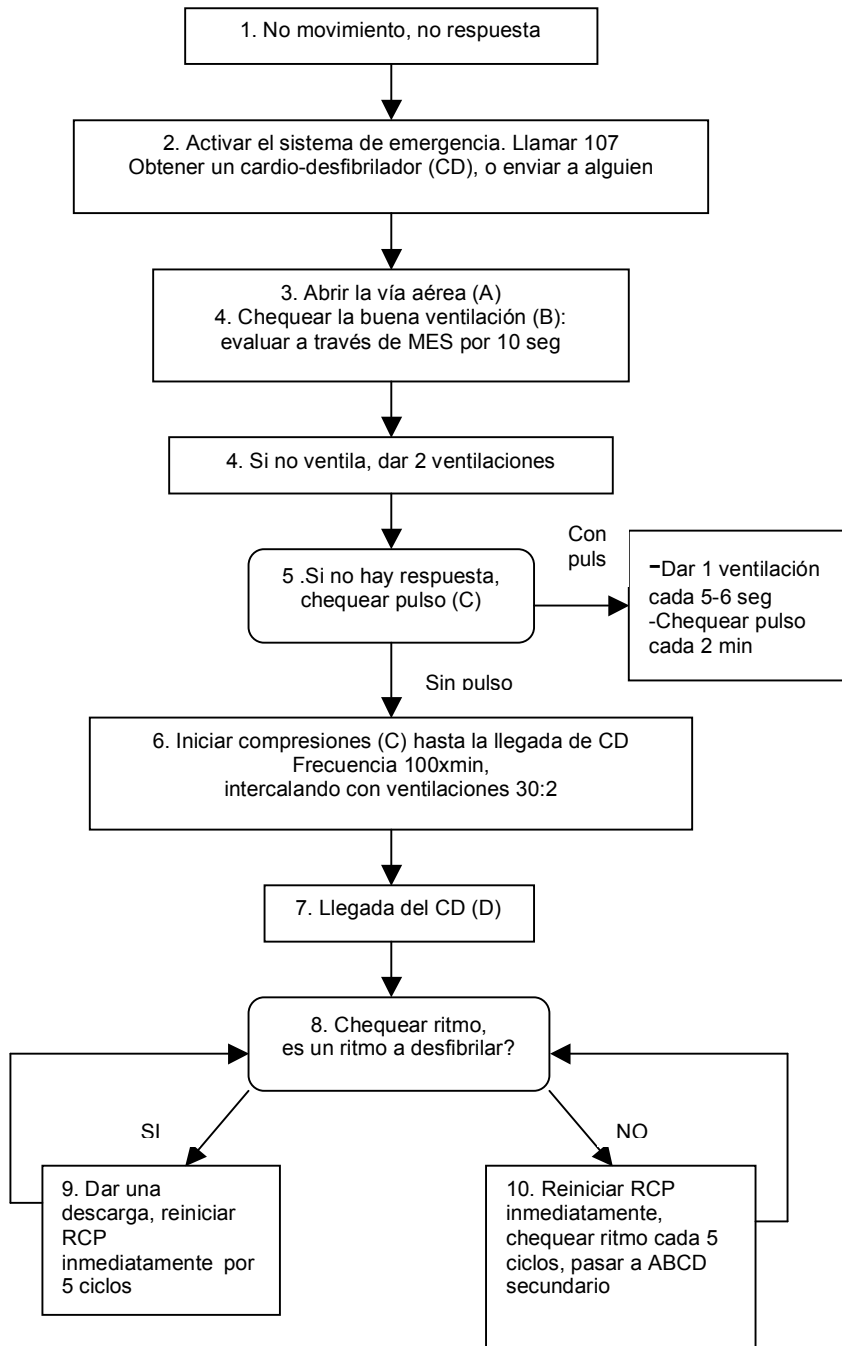 1. No movimiento, no respuesta
2. Activar el sistema de emergencia. Llamar 107
Obtener un cardio-desfibrilador (CD), o enviar a alguien
3. Abrir la vía aérea (A)
4. Chequear la buena ventilación (B):
evaluar a través de MES por 10 seg
4. Si no ventila, dar 2 ventilaciones
5 .Si no hay respuesta,
chequear pulso (C)
Con
puls
-Dar 1 ventilación
cada 5-6 seg
-Chequear pulso
cada 2 min
Sin pulso
6. Iniciar compresiones (C) hasta la llegada de CD
Frecuencia 100xmin,
intercalando con ventilaciones 30:2
7. Llegada del CD (D)
8. Chequear ritmo,
es un ritmo a desfibrilar?
SI
NO
9. Dar una
descarga, reiniciar
RCP
inmediatamente por
5 ciclos
10. Reiniciar RCP
inmediatamente,
chequear ritmo cada 5
ciclos, pasar a ABCD
secundario